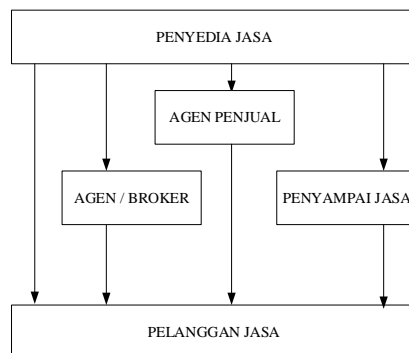 PENYEDIA JASA
AGEN PENJUAL
AGEN / BROKER
PENYAMPAI JASA
PELANGGAN JASA